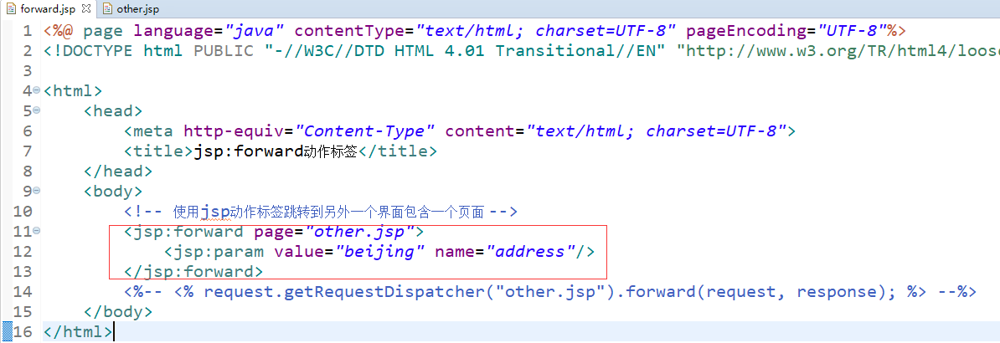 forward.jsp other.jsp
1 <%@ page language="java" contentType="text/html; charset=UTF-8" pageEncoding="UTF-8"%>
2 <!DOCTYPE html PUBLIC "-//W3C//DTD HTML 4.01 Transitional//EN" "http://www.w3.org/TR/html4/loose
3
4 <html>
5 <head>
6 <meta http-equiv="Content-Type" content="text/html; charset=UTF-8">
7 <title>jsp:forward动作标签</title>
8 </head>
9 <body>
10 <!-- 使用jsp动作标签跳转到另外一个界面包含一个页面 -->
11 <jsp:forward page="other.jsp">
12 <jsp:param value="beijing" name="address"/>
13 </jsp:forward>
14 <%-- <% request.getRequestDispatcher("other.jsp").forward(request, response); %> --%>
15 </body>
16 </html>